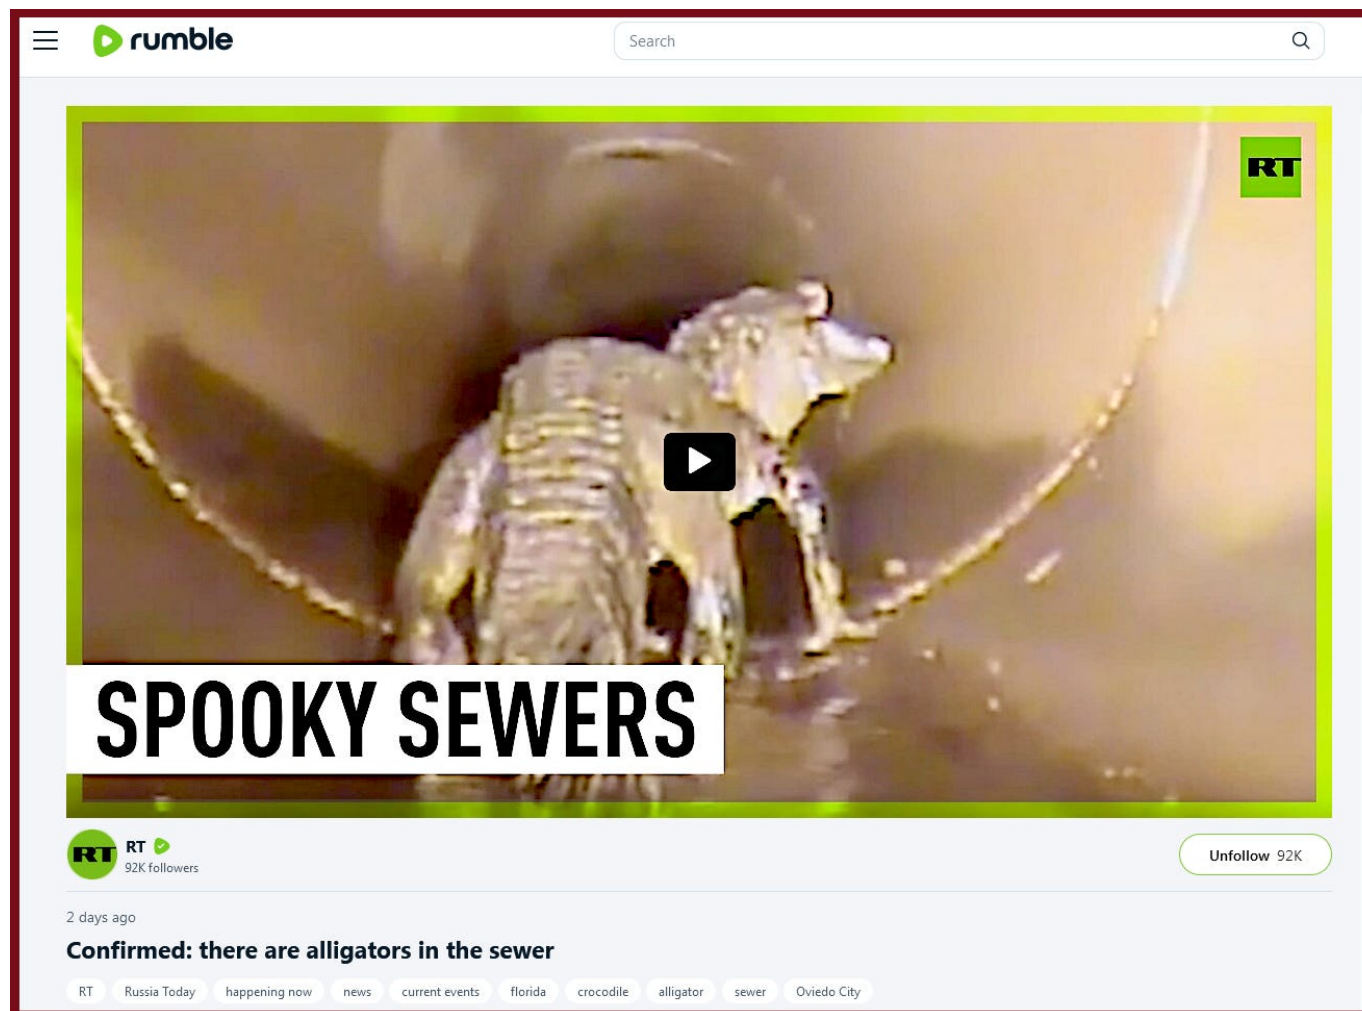 rumble
Search
RT
SPOOKY SEWERS
RT
RT
92K followers
Unfollow 92K
2 days ago
Confirmed: there are alligators in the sewer
RT Russia Today happening now news current events florida crocodile alligator sewer Oviedo City